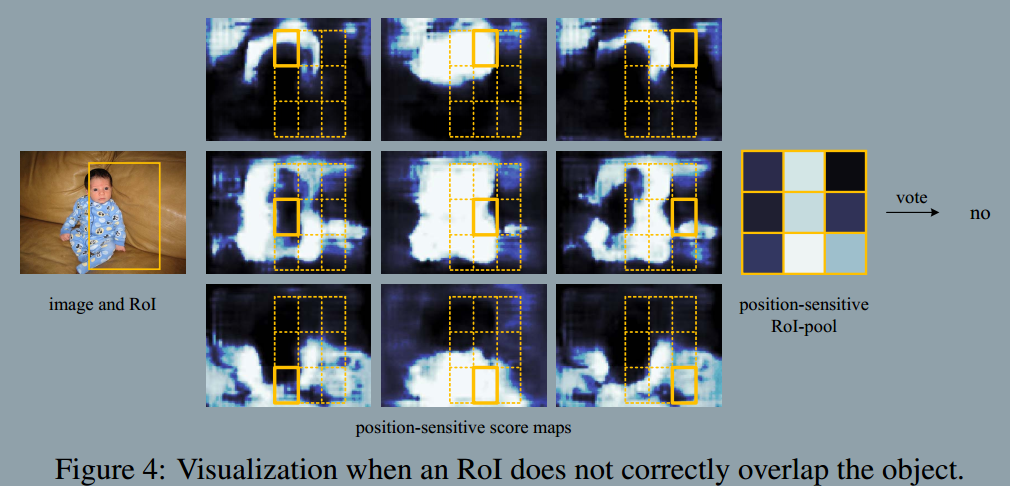 vote
no
image and RoI
position-sensitive
RoI-pool
position-sensitive score maps
Figure 4: Visualization when an RoI does not correctly overlap the object.